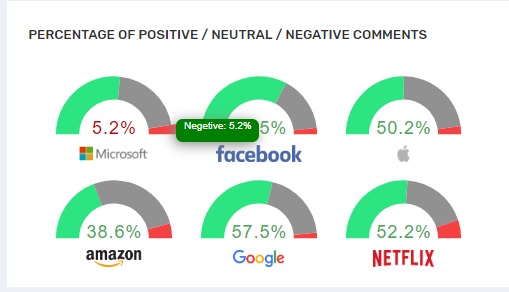 PERCENTAGE OF POSITIVE / NEUTRAL / NEGATIVE COMMENTS
5.2%
Negetive: 5.2%
5%
50.2%
Microsoft
facebook
38.6%
57.5%
52.2%
amazon
Google
NETFLIX